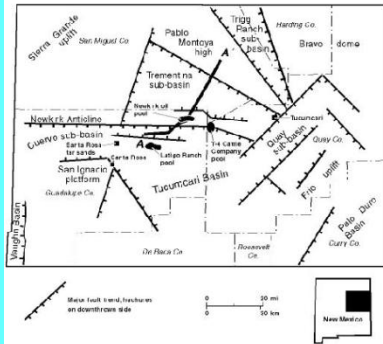 Sierra Grande
uplift
San Miguel Co.
Pablo
Montoya
high
A'
Trigg
Ranch
sub-
basin
Harding Co.
Bravo
dome
Trementina
sub-basin
Newkirk Anticline
Newkirk oil
pool
Tucumcari
Cuervo sub-basin
Santa Rosa
tar sands
A
Santa Rosa
Latigo Ranch
pool
T-4 Cattle
Company
pool
Quay
sub-basin
Quay Co.
San Ignacio
platform
Guadalupe Co.
Tucumcari Basin
Frio uplift
Palo Duro
Basin
Curry Co.
Vaughn Basin
De Baca Co.
Roosevelt
Co.
Major fault trend, hachures
on downthrown side
0 30 mi
0 30 km
New Mexico